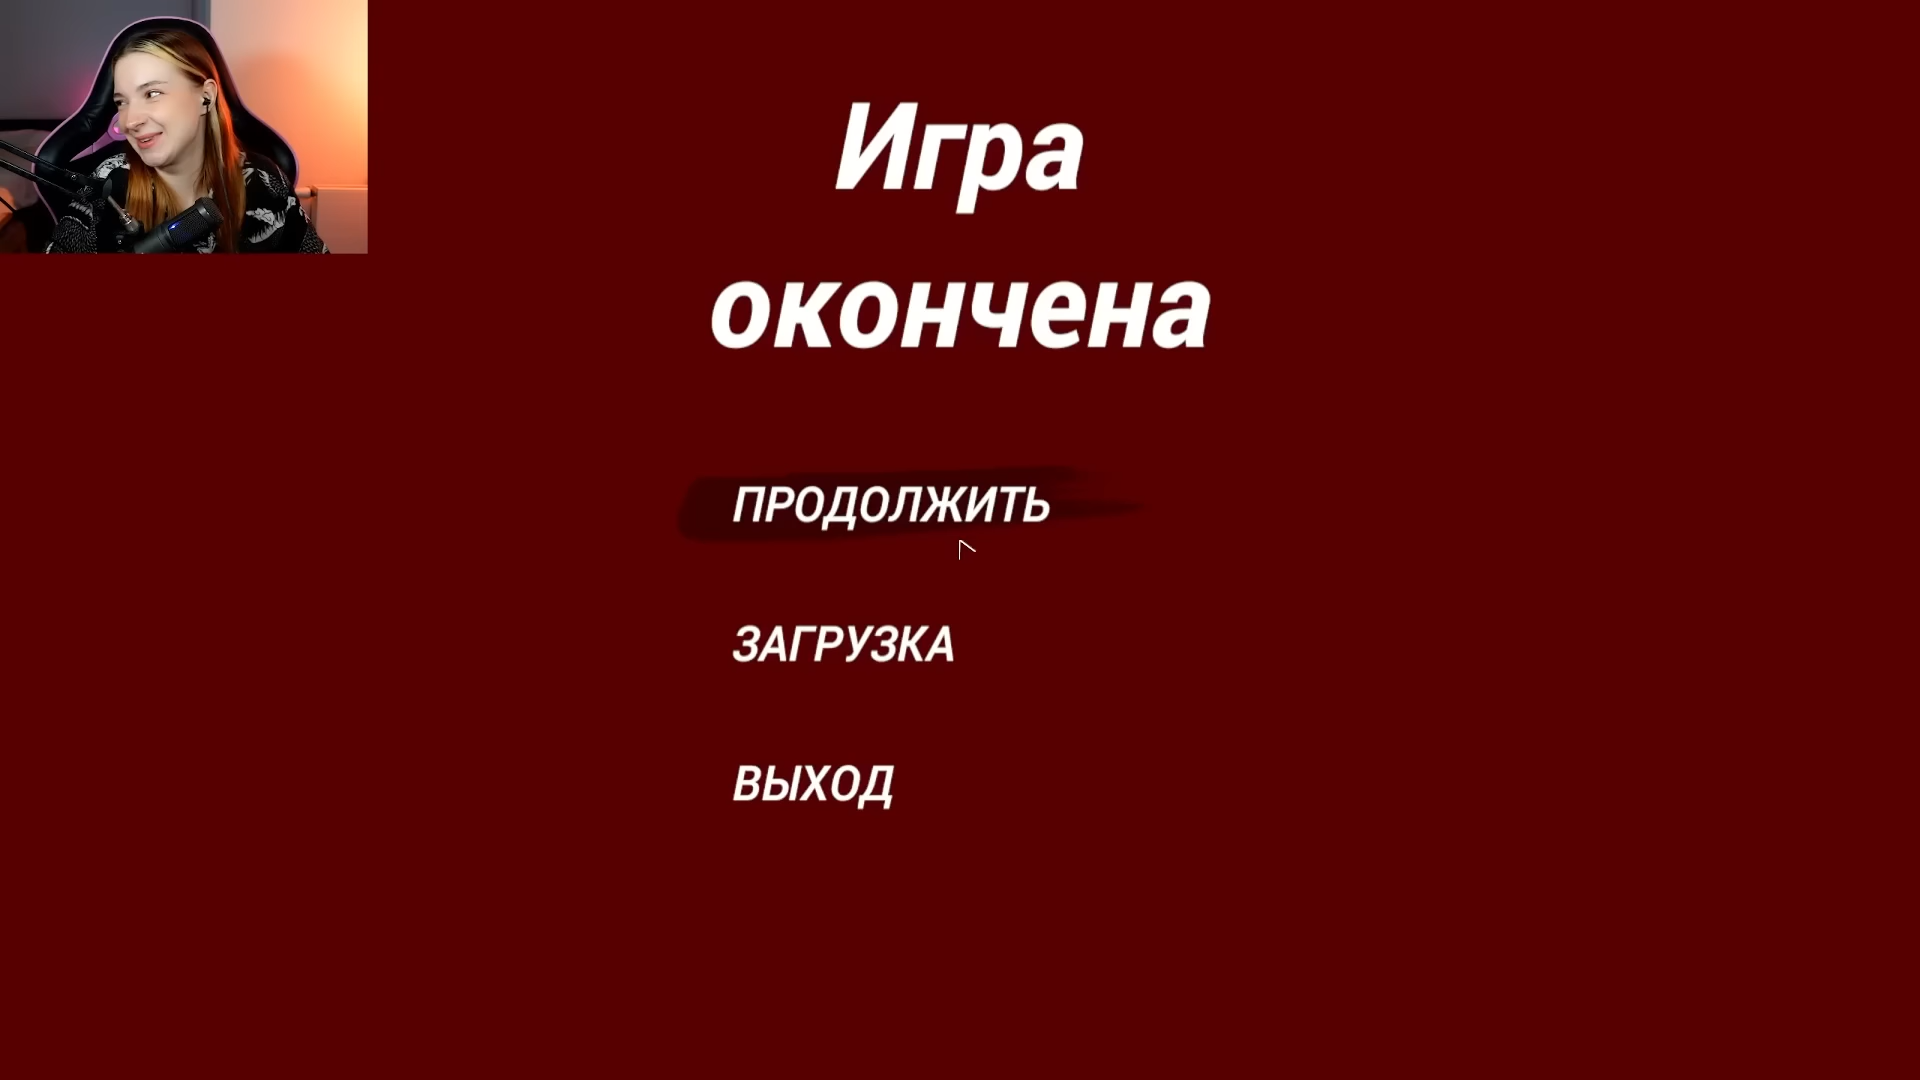 Игра
окончена
ПРОДОЛЖИТЬ
ЗАГРУЗКА
ВЫХОД